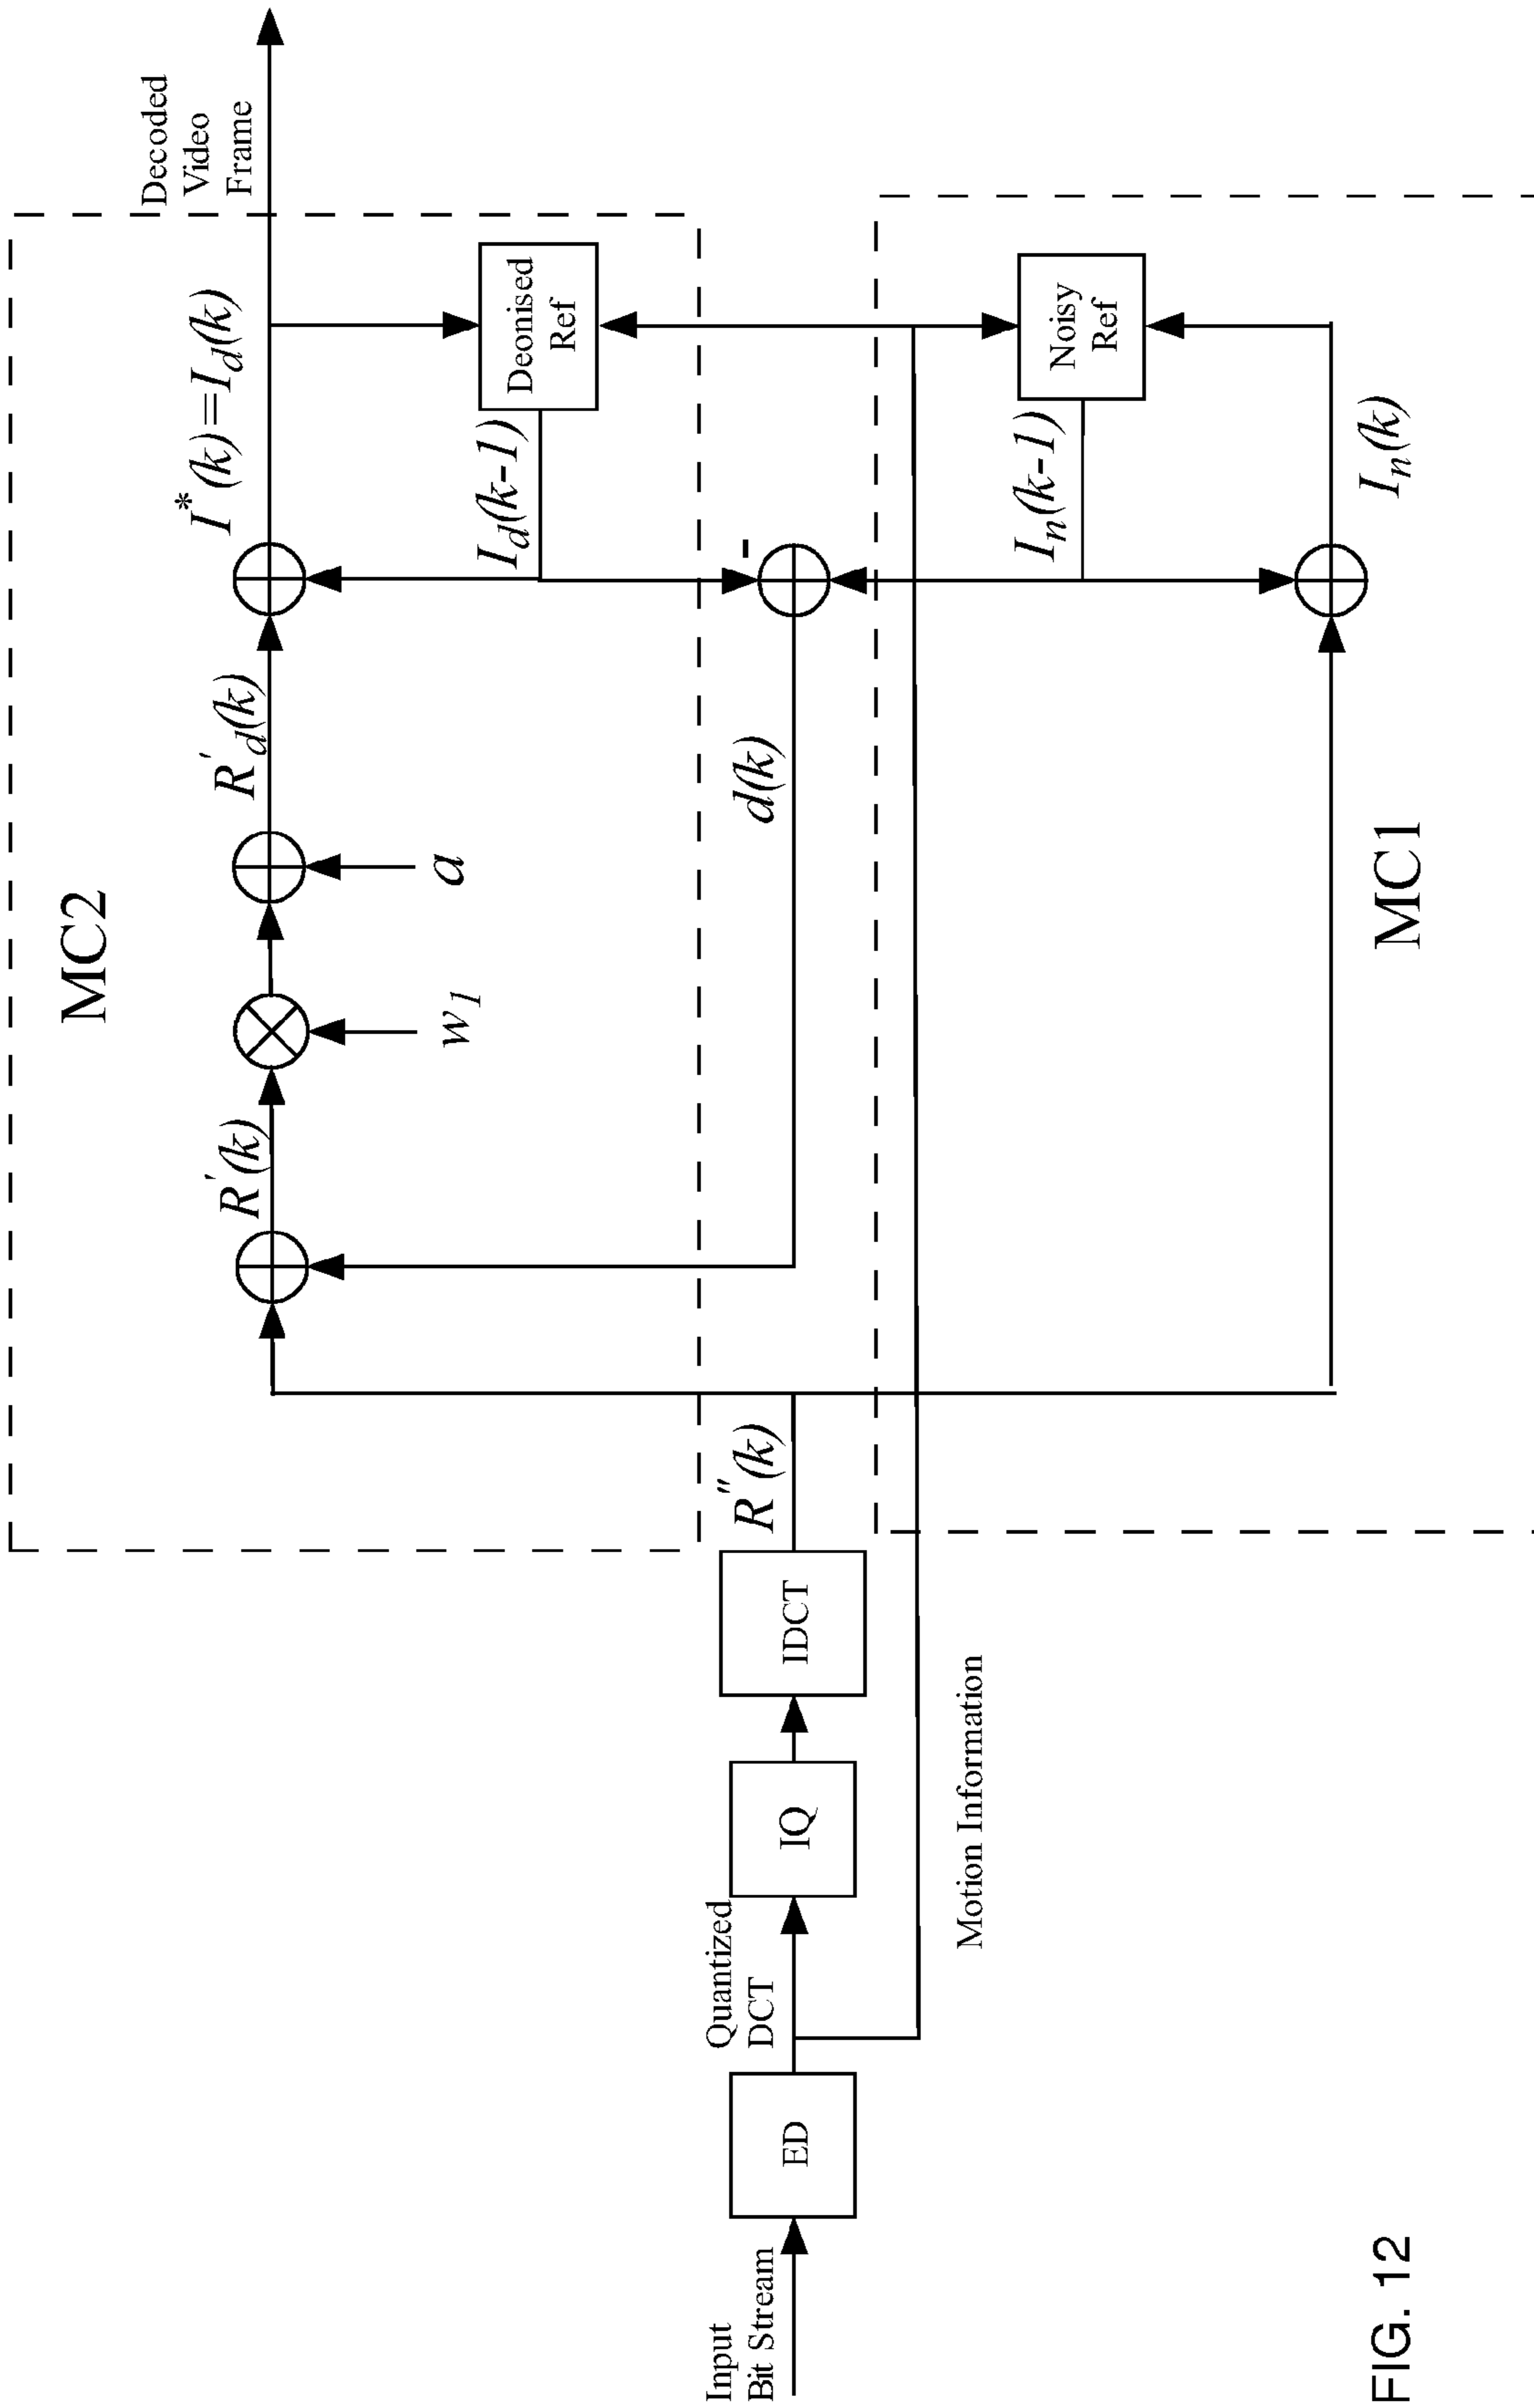 MC2
Decoded
Video
Frame
R'(k)
R'd(k)
I*(k)=Id(k)
w1
a
Id(k-1)
Deonised
Ref
Input
Bit Stream
ED
Quantized
DCT
IQ
IDCT
R''(k)
d(k)
-
Motion Information
In(k-1)
Noisy
Ref
In(k)
MC1
FIG. 12